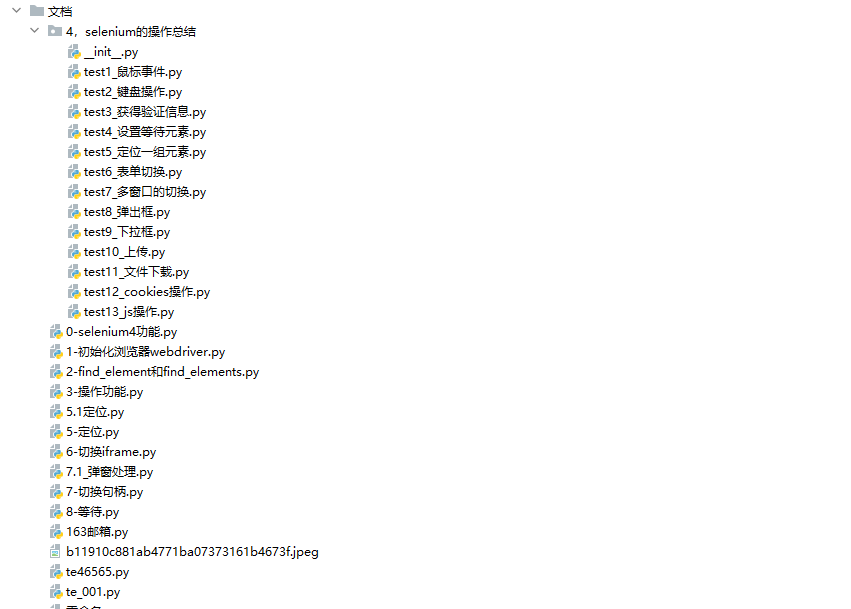 文档
4，selenium的操作总结
__init__.py
test1_鼠标事件.py
test2_键盘操作.py
test3_获得验证信息.py
test4_设置等待元素.py
test5_定位一组元素.py
test6_表单切换.py
test7_多窗口的切换.py
test8_弹出框.py
test9_下拉框.py
test10_上传.py
test11_文件下载.py
test12_cookies操作.py
test13_js操作.py
0-selenium4功能.py
1-初始化浏览器webdriver.py
2-find_element和find_elements.py
3-操作功能.py
5.1定位.py
5-定位.py
6-切换iframe.py
7.1_弹窗处理.py
7-切换句柄.py
8-等待.py
163邮箱.py
b11910c881ab4771ba07373161b4673f.jpeg
te46565.py
te_001.py